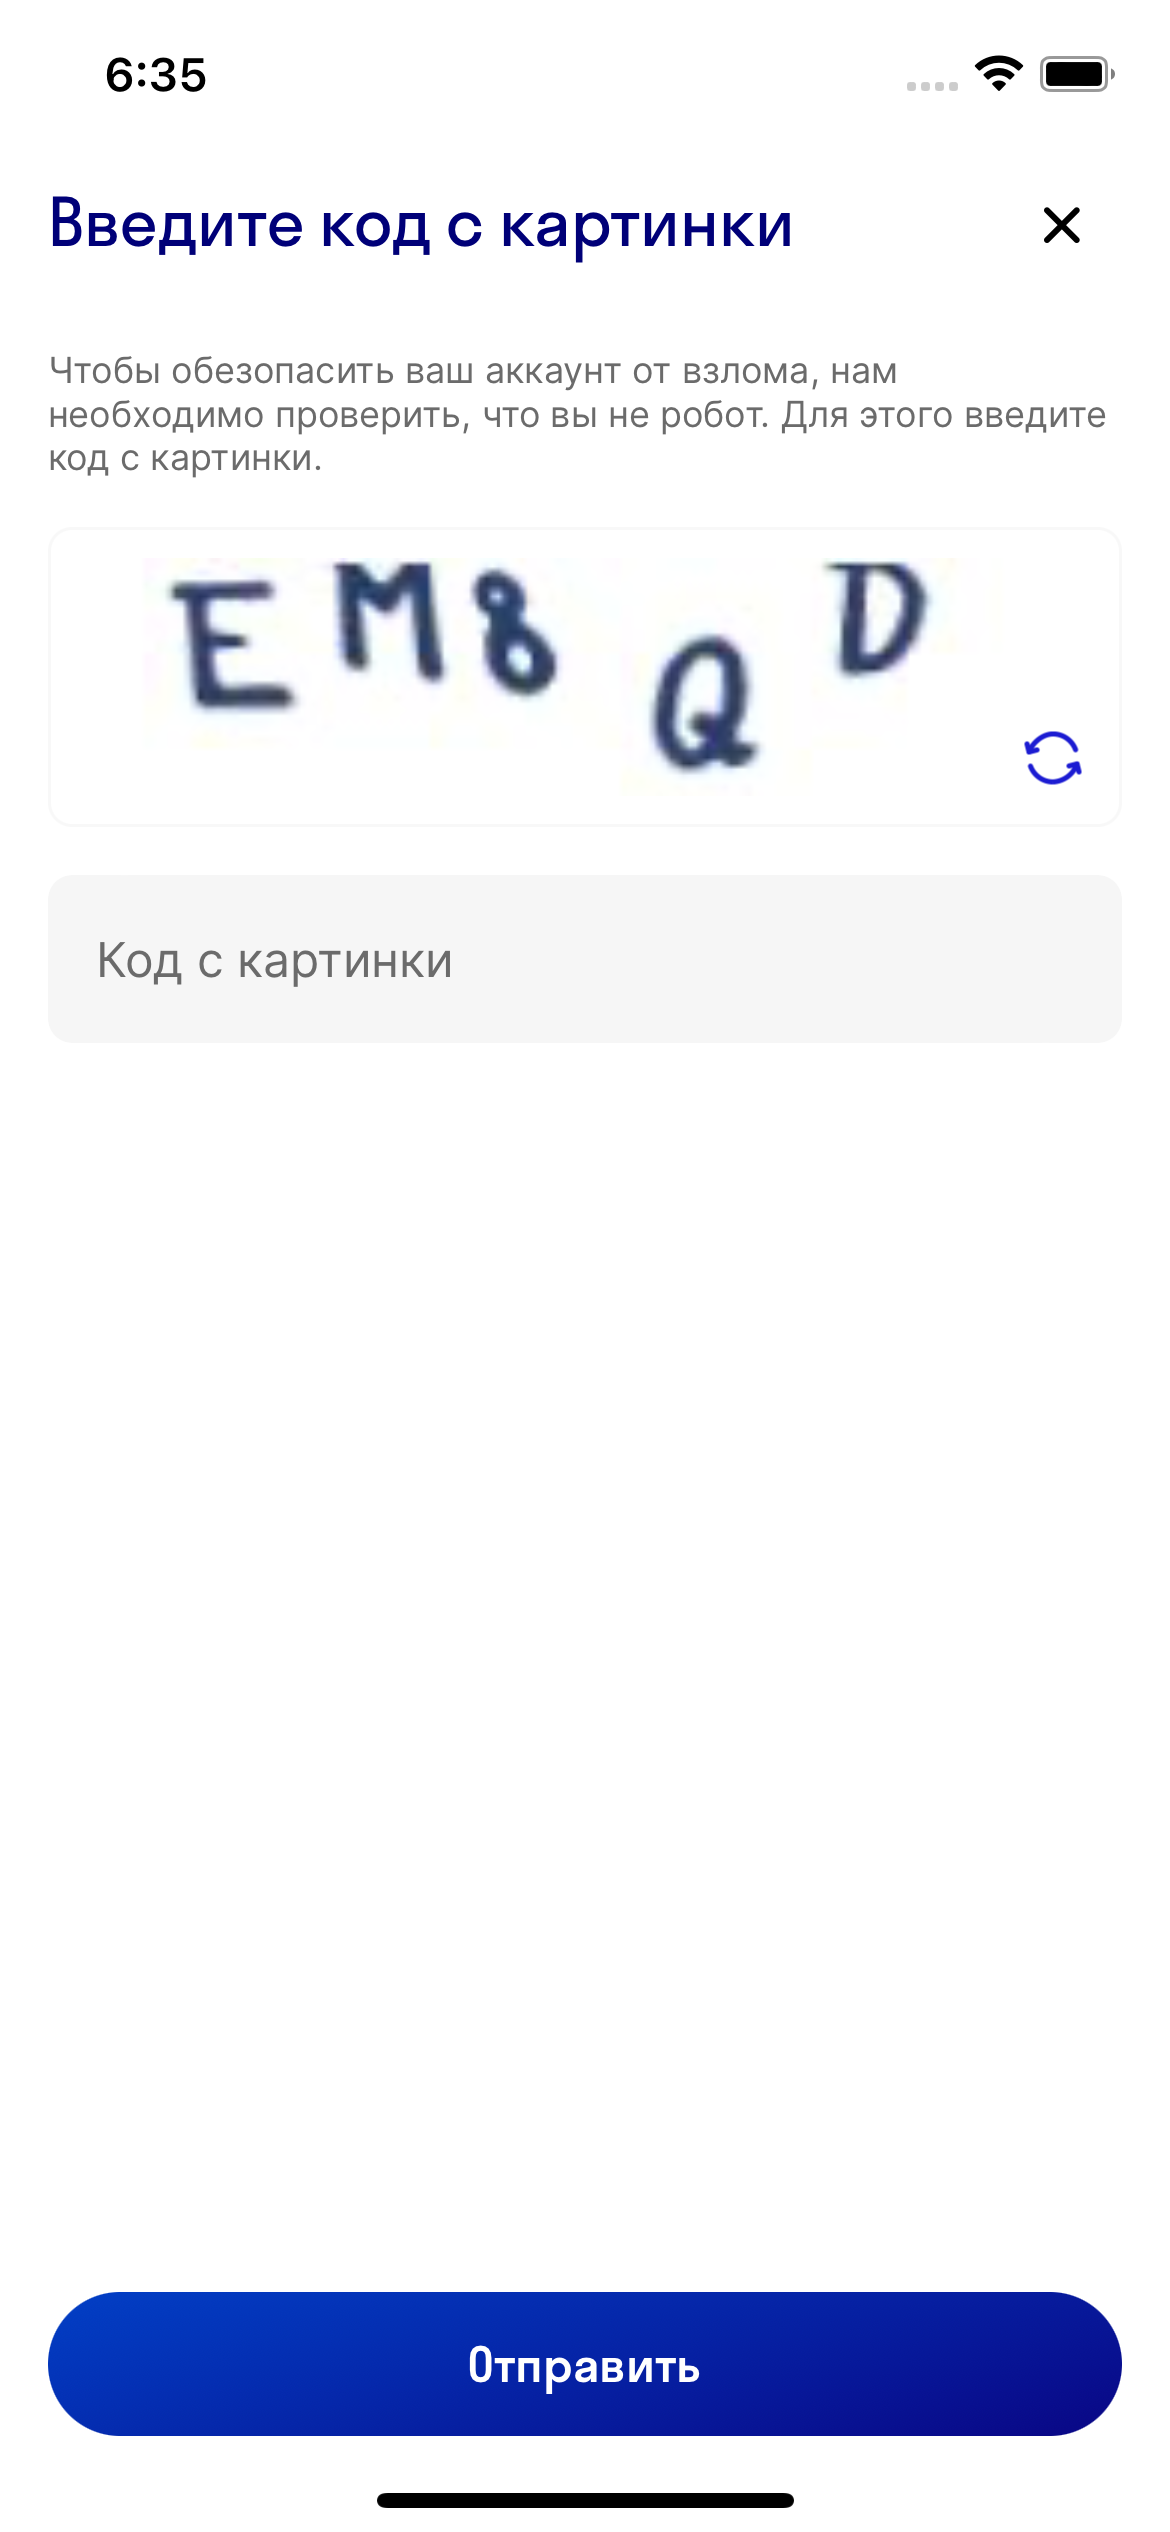 6:35
Введите код с картинки
Чтобы обезопасить ваш аккаунт от взлома, нам
необходимо проверить, что вы не робот. Для этого введите
код с картинки.
EM8QD
Код с картинки
Отправить